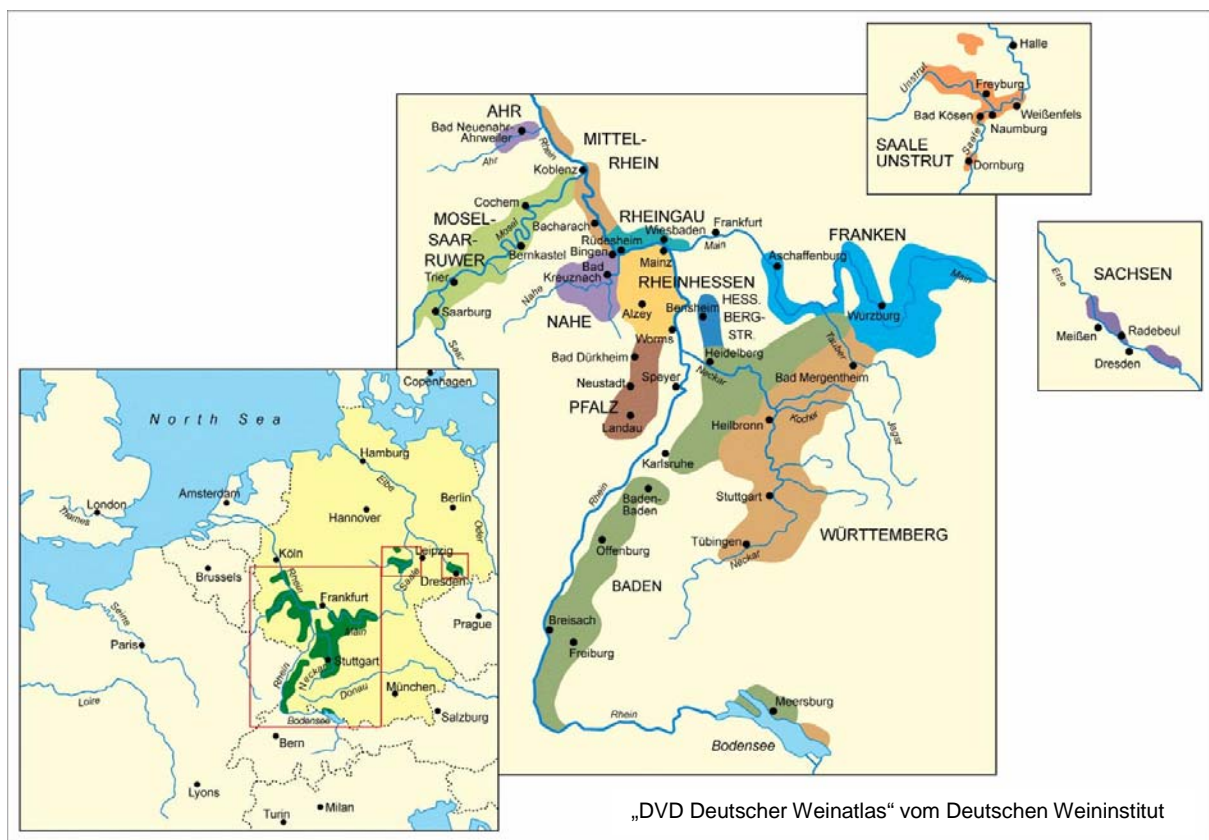 Halle
Unstrut
Freyburg
Weißenfels
Bad Kösen
Naumburg
SAALE
UNSTRUT
Saale
Dornburg
AHR
Bad Neuenahr-
Ahrweiler
Ahr
Rhein
MITTEL-
RHEIN
Koblenz
Cochem
MOSEL-
SAAR-
RUWER
Mosel
Bacharach
Bernkastel
Trier
Saarburg
Saar
RHEINGAU
Wiesbaden
Rüdesheim
Bingen
Mainz
Bad
Kreuznach
Nahe
NAHE
Frankfurt
Main
RHEINHESSEN
Alzey
Worms
Bensheim
HESS.
BERG-
STR.
FRANKEN
Aschaffenburg
Main
Würzburg
Tauber
Heidelberg
Neckar
Bad Mergentheim
Bad Dürkheim
Neustadt
Speyer
PFALZ
Landau
Heilbronn
Kocher
Jagst
Karlsruhe
Rhein
Baden-
Baden
Stuttgart
WÜRTTEMBERG
Tübingen
Neckar
Offenburg
BADEN
Breisach
Freiburg
Rhein
Meersburg
Bodensee
Elbe
SACHSEN
Meißen
Radebeul
Dresden
Copenhagen
North Sea
Hamburg
Elbe
Amsterdam
Berlin
London
Thames
Hannover
Oder
Köln
Leipzig
Brussels
Rhein
Saale
Dresden
Frankfurt
Seine
Main
Prague
Paris
Stuttgart
Rhein
Neckar
Donau
München
Loire
Bodensee
Salzburg
Bern
Lyons
Milan
Turin
„DVD Deutscher Weinatlas“ vom Deutschen Weininstitut